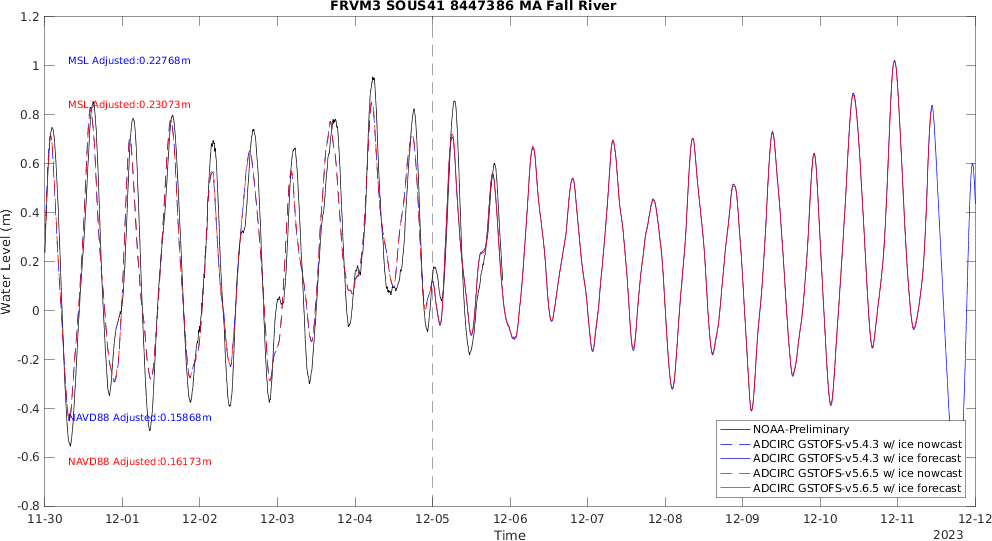 FRVM3 SOUS41 8447386 MA Fall River
1.2
1
0.8
0.6
0.4
0.2
0
-0.2
-0.4
-0.6
-0.8
Water Level (m)
MSL Adjusted:0.22768m
MSL Adjusted:0.23073m
NAVD88 Adjusted:0.15868m
NAVD88 Adjusted:0.16173m
NOAA-Preliminary
ADCIRC GSTOFS-v5.4.3 w/ ice nowcast
ADCIRC GSTOFS-v5.4.3 w/ ice forecast
ADCIRC GSTOFS-v5.6.5 w/ ice nowcast
ADCIRC GSTOFS-v5.6.5 w/ ice forecast
11-30 12-01 12-02 12-03 12-04 12-05 12-06 12-07 12-08 12-09 12-10 12-11 12-12
Time
2023